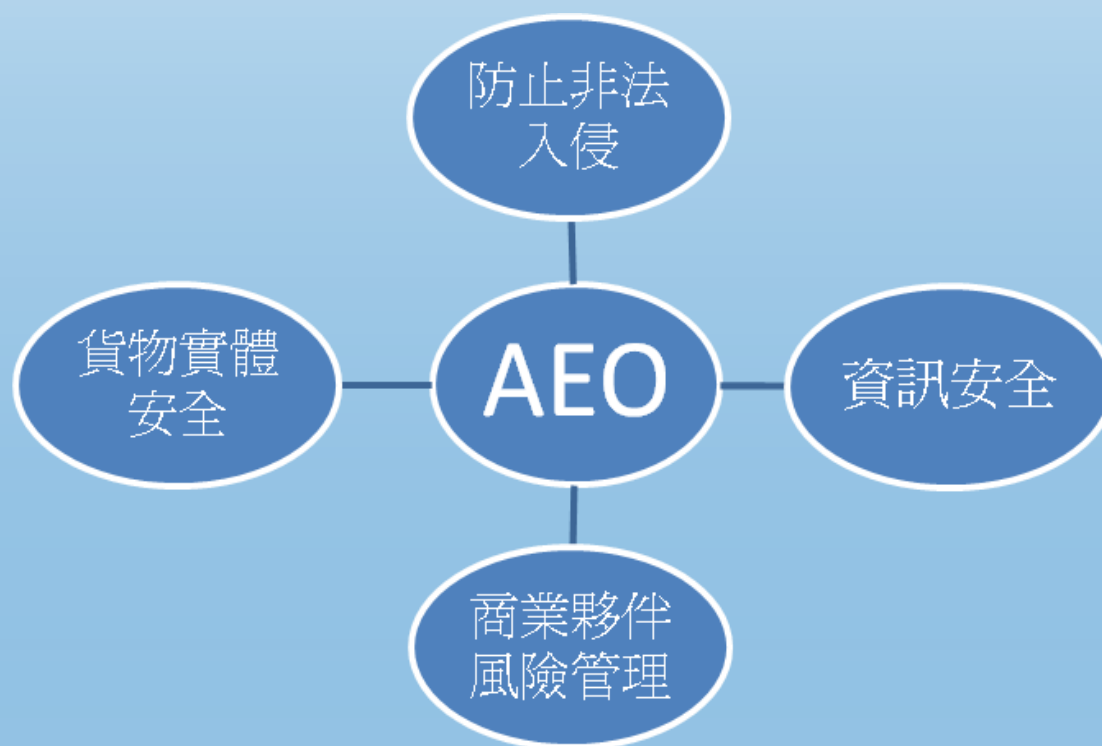 防止非法
入侵
貨物實體
安全
AEO
資訊安全
商業夥伴
風險管理